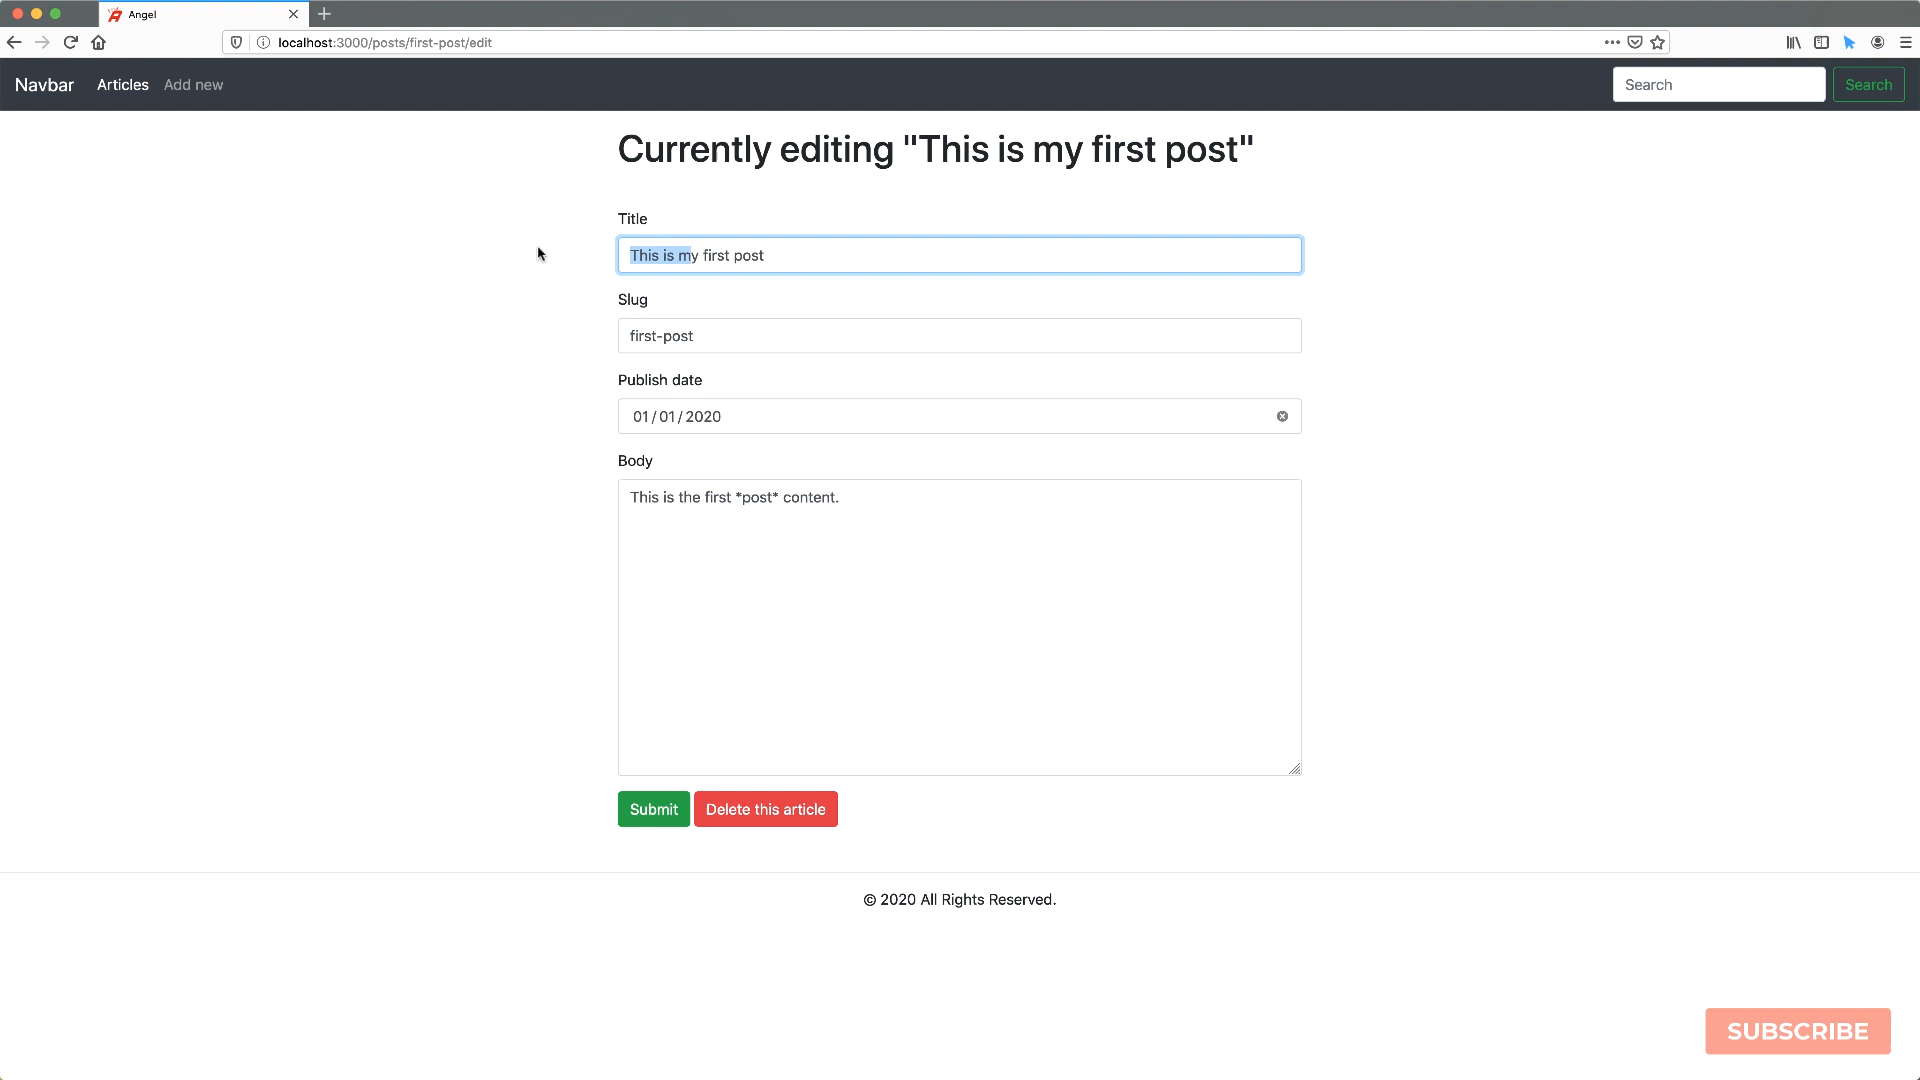 Angel
localhost:3000/posts/first-post/edit
Navbar Articles Add new Search Search
Currently editing "This is my first post"
Title
This is my first post
Slug
first-post
Publish date
01/01/2020
Body
This is the first *post* content.
Submit Delete this article
© 2020 All Rights Reserved.
SUBSCRIBE